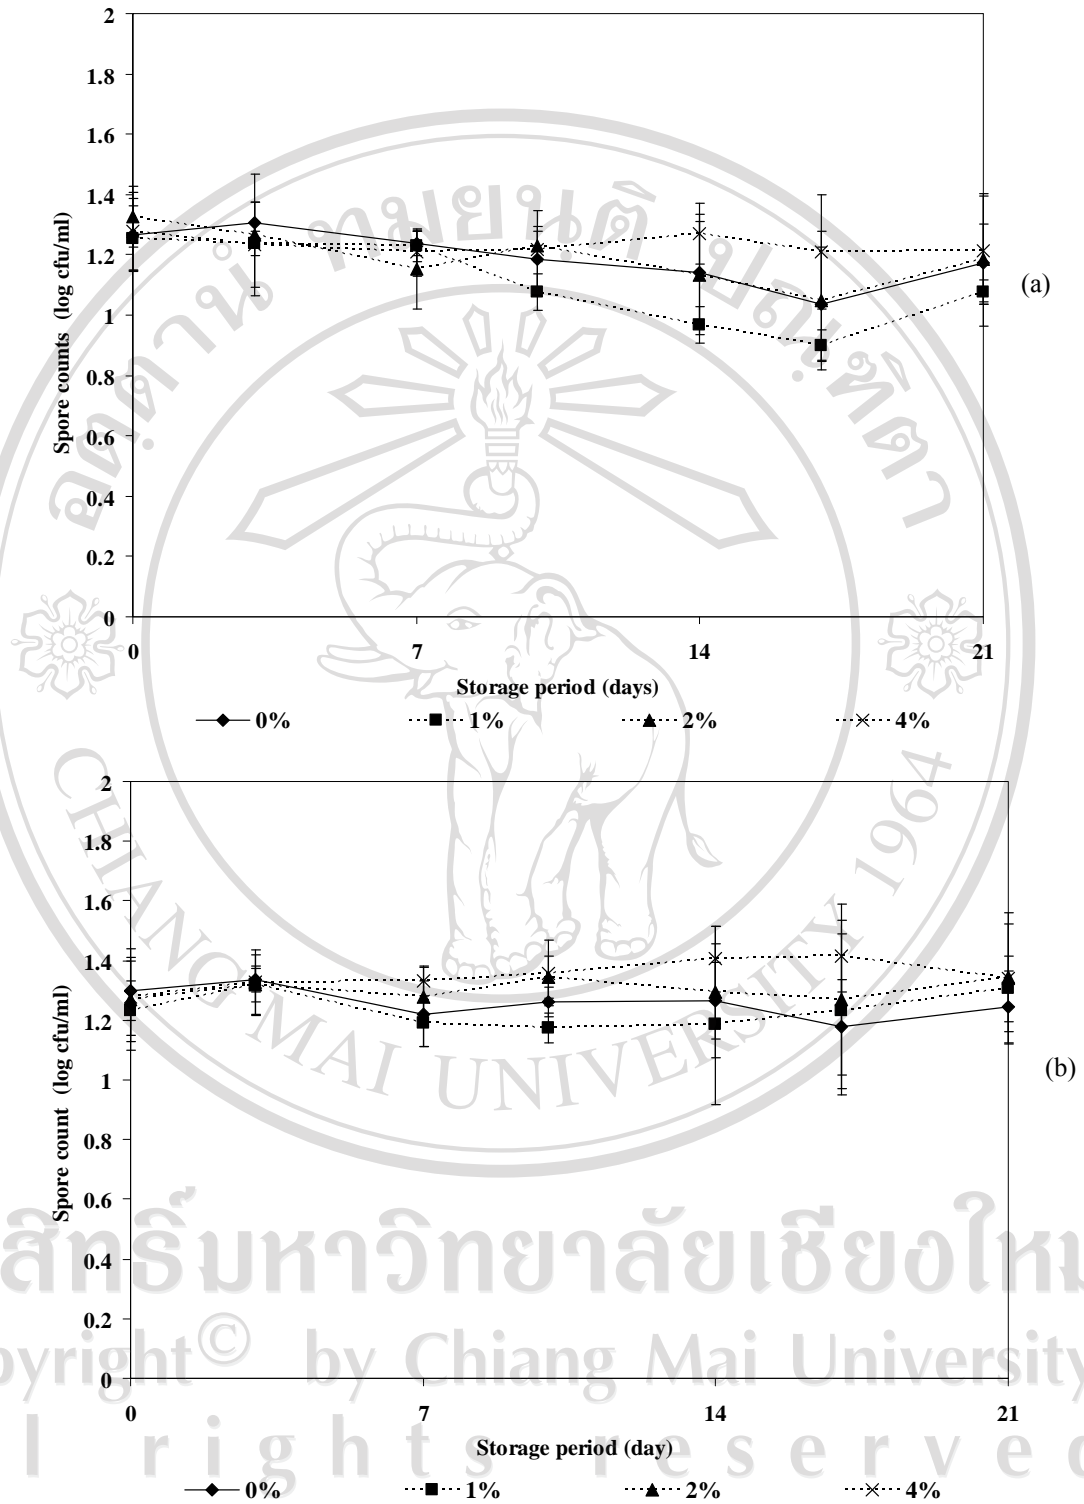 2
1.8
1.6
1.4
1.2
1
0.8
0.6
0.4
0.2
0
Spore counts (log cfu/ml)
(a)
0 7 14 21
Storage period (days)
0% 1% 2% 4%
2
1.8
1.6
1.4
1.2
1
0.8
0.6
0.4
0.2
0
Spore count (log cfu/ml)
(b)
0 7 14 21
Storage period (day)
0% 1% 2% 4%
CHIANG MAI UNIVERSITY 1964
สิทธิ์มหาวิทยาลัยเชียงใหม
pyright© by Chiang Mai University
l rights reserved